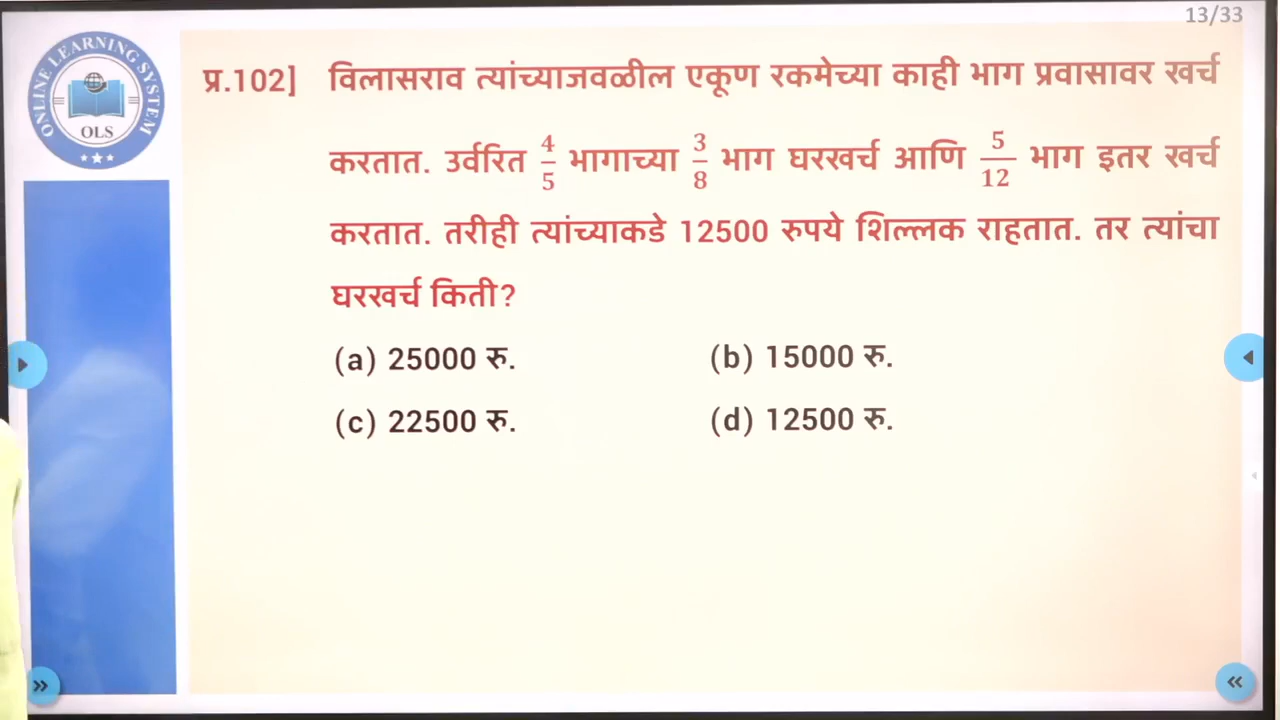 13/33
ONLINE LEARNING SYSTEM
OLS
प्र.102] विलासराव त्यांच्याजवळील एकूण रकमेच्या काही भाग प्रवासावर खर्च
करतात. उर्वरित 4/5 भागाच्या 3/8 भाग घरखर्च आणि 5/12 भाग इतर खर्च
करतात. तरीही त्यांच्याकडे 12500 रुपये शिल्लक राहतात. तर त्यांचा
घरखर्च किती?
(a) 25000 रु. (b) 15000 रु.
(c) 22500 रु. (d) 12500 रु.